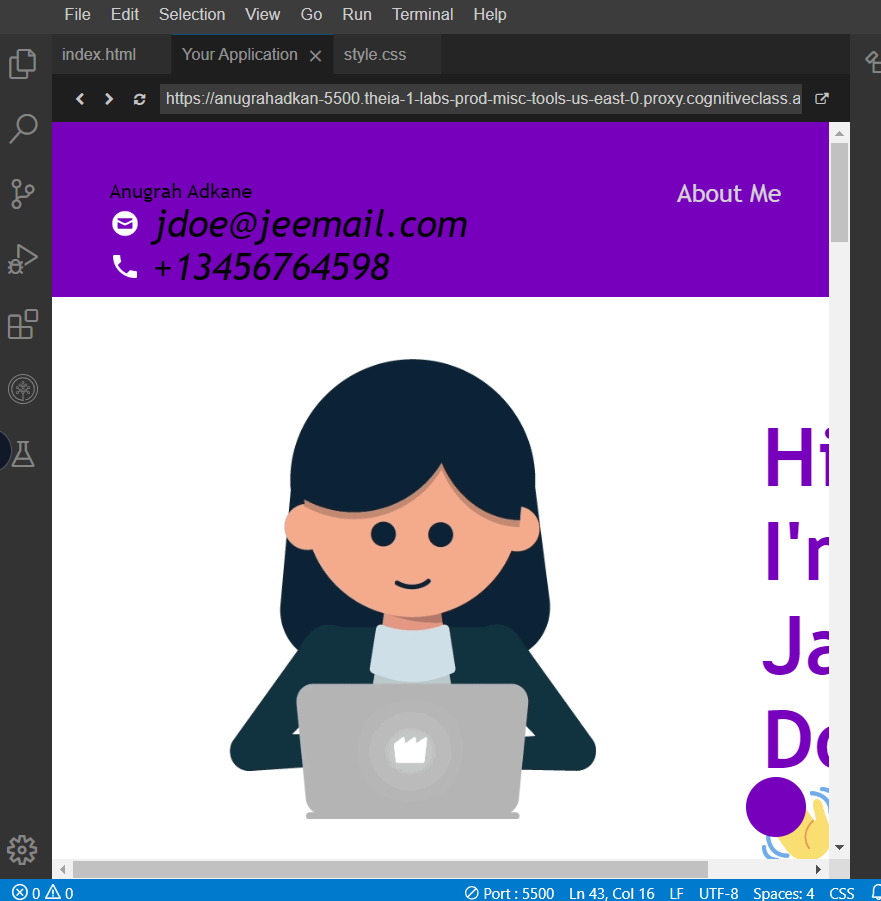 File Edit Selection View Go Run Terminal Help
index.html Your Application style.css
https://anugrahadkan-5500.theia-1-labs-prod-misc-tools-us-east-0.proxy.cognitiveclass.a
Anugrah Adkane About Me
jdoe@jeemail.com
+13456764598
Hi
I'm
Ja
Do
0 0 Port : 5500 Ln 43, Col 16 LF UTF-8 Spaces: 4 CSS